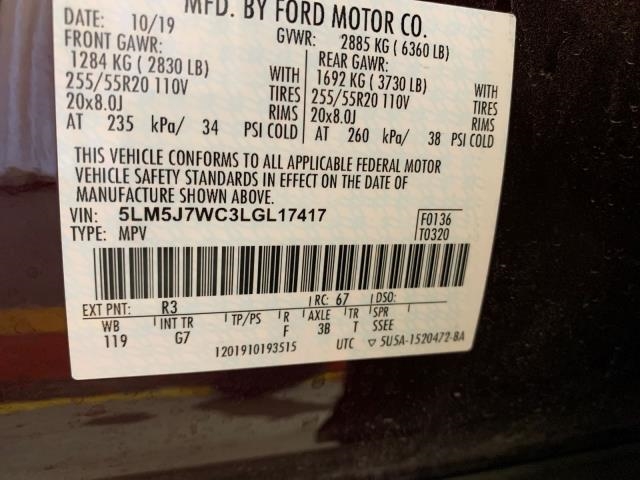 MFD. BY FORD MOTOR CO.
DATE: 10/19
GVWR: 2885 KG ( 6360 LB)
FRONT GAWR:
1284 KG ( 2830 LB) WITH
255/55R20 110V TIRES
20x8.0J RIMS
AT 235 kPa/ 34 PSI COLD
REAR GAWR:
1692 KG ( 3730 LB) WITH
255/55R20 110V TIRES
20x8.0J RIMS
AT 260 kPa/ 38 PSI COLD
THIS VEHICLE CONFORMS TO ALL APPLICABLE FEDERAL MOTOR
VEHICLE SAFETY STANDARDS IN EFFECT ON THE DATE OF
MANUFACTURE SHOWN ABOVE.
VIN: 5LM5J7WC3LGL17417
TYPE: MPV
F0136
T0320
EXT PNT: R3 RC: 67 DSO:
WB INT TR TP/PS R AXLE TR SPR
119 G7 F 3B T SSEE
1201910193515 UTC ▽ 5U5A-1520472-BA